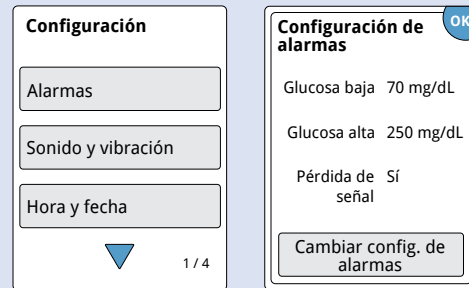 Configuración
Alarmas
Sonido y vibración
Hora y fecha
1 / 4
OK
Configuración de
alarmas
Glucosa baja 70 mg/dL
Glucosa alta 250 mg/dL
Pérdida de Sí
señal
Cambiar config. de
alarmas